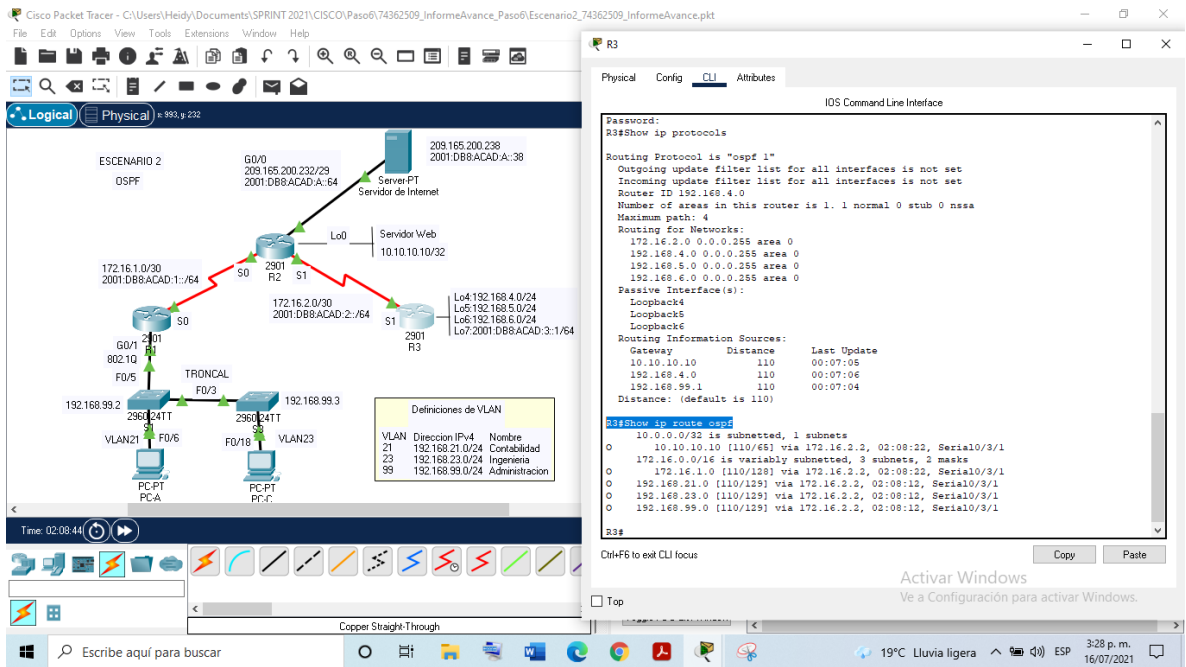 Cisco Packet Tracer - C:\Users\Heidy\Documents\SPRINT 2021\CISCO\Paso6\74362509_InformeAvance_Paso6\Escenario2_74362509_InformeAvance.pkt
File Edit Options View Tools Extensions Window Help
Logical Physical x: 993, y: 232
ESCENARIO 2
OSPF
G0/0
209.165.200.232/29
2001:DB8:ACAD:A::64
209.165.200.238
2001:DB8:ACAD:A::38
Server-PT
Servidor de Internet
Lo0
Servidor Web
10.10.10.10/32
2901
R2
S0
S1
172.16.1.0/30
2001:DB8:ACAD:1::/64
172.16.2.0/30
2001:DB8:ACAD:2::/64
Lo4:192.168.4.0/24
Lo5:192.168.5.0/24
Lo6:192.168.6.0/24
Lo7:2001:DB8:ACAD:3::1/64
S1
2901
R3
S0
2901
R1
G0/1
802.1Q
F0/5
TRONCAL
F0/3
192.168.99.2
192.168.99.3
2960-24TT
S1
2960-24TT
S3
VLAN21
F0/6
F0/18
VLAN23
PC-PT
PC-A
PC-PT
PC-C
Definiciones de VLAN
VLAN Direccion IPv4 Nombre
21 192.168.21.0/24 Contabilidad
23 192.168.23.0/24 Ingenieria
99 192.168.99.0/24 Administracion
Time: 02:08:44
Copper Straight-Through
R3
Physical Config CLI Attributes
IOS Command Line Interface
Password:
R3#Show ip protocols
Routing Protocol is "ospf 1"
Outgoing update filter list for all interfaces is not set
Incoming update filter list for all interfaces is not set
Router ID 192.168.4.0
Number of areas in this router is 1. 1 normal 0 stub 0 nssa
Maximum path: 4
Routing for Networks:
172.16.2.0 0.0.0.255 area 0
192.168.4.0 0.0.0.255 area 0
192.168.5.0 0.0.0.255 area 0
192.168.6.0 0.0.0.255 area 0
Passive Interface(s):
Loopback4
Loopback5
Loopback6
Routing Information Sources:
Gateway Distance Last Update
10.10.10.10 110 00:07:05
192.168.4.0 110 00:07:06
192.168.99.1 110 00:07:04
Distance: (default is 110)
R3#Show ip route ospf
10.0.0.0/32 is subnetted, 1 subnets
O 10.10.10.10 [110/65] via 172.16.2.2, 02:08:22, Serial0/3/1
172.16.0.0/16 is variably subnetted, 3 subnets, 2 masks
O 172.16.1.0 [110/128] via 172.16.2.2, 02:08:22, Serial0/3/1
O 192.168.21.0 [110/129] via 172.16.2.2, 02:08:12, Serial0/3/1
O 192.168.23.0 [110/129] via 172.16.2.2, 02:08:12, Serial0/3/1
O 192.168.99.0 [110/129] via 172.16.2.2, 02:08:12, Serial0/3/1
R3#
Ctrl+F6 to exit CLI focus
Copy Paste
Top
Activar Windows
Ve a Configuración para activar Windows.
Escribe aquí para buscar
19°C Lluvia ligera
ESP
3:28 p. m.
16/07/2021